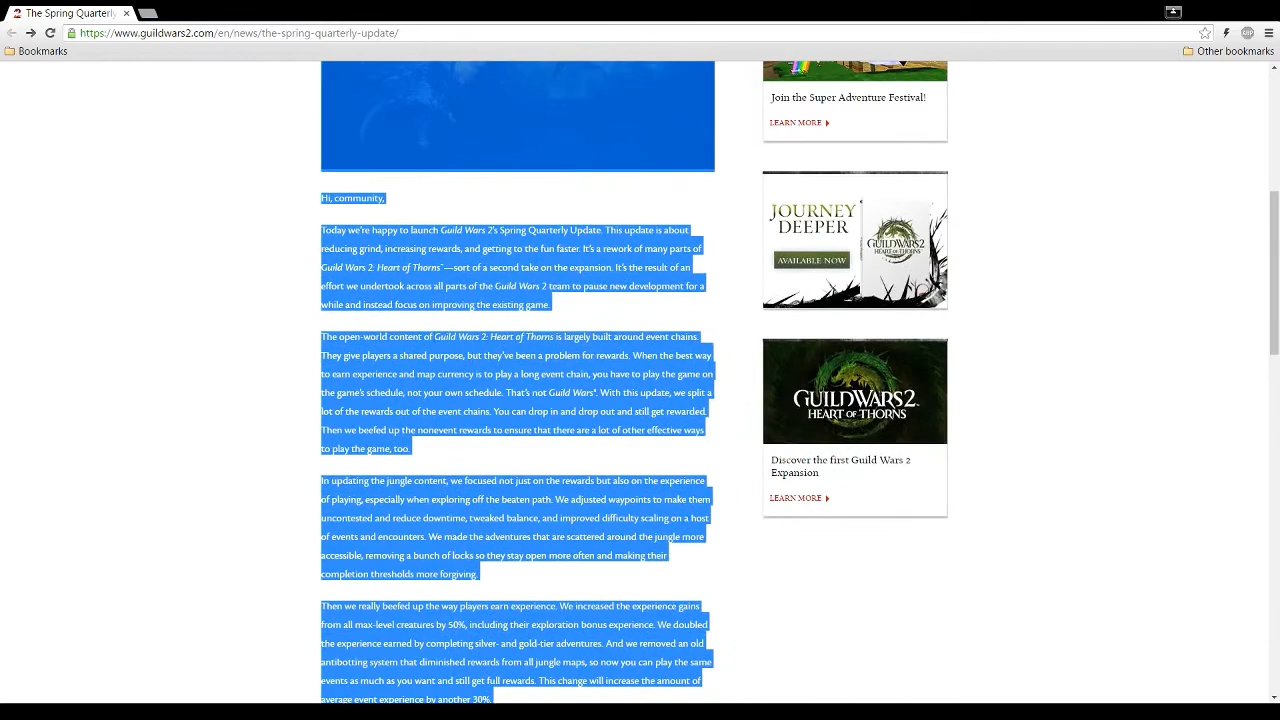 The Spring Quarterly
https://www.guildwars2.com/en/news/the-spring-quarterly-update/
Bookmarks
Other bookmarks
Hi, community,
Today we're happy to launch Guild Wars 2's Spring Quarterly Update. This update is about
reducing grind, increasing rewards, and getting to the fun faster. It's a rework of many parts of
Guild Wars 2: Heart of Thorns™—sort of a second take on the expansion. It's the result of an
effort we undertook across all parts of the Guild Wars 2 team to pause new development for a
while and instead focus on improving the existing game.
The open-world content of Guild Wars 2: Heart of Thorns is largely built around event chains.
They give players a shared purpose, but they've been a problem for rewards. When the best way
to earn experience and map currency is to play a long event chain, you have to play the game on
the game's schedule, not your own schedule. That's not Guild Wars®. With this update, we split a
lot of the rewards out of the event chains. You can drop in and drop out and still get rewarded.
Then we beefed up the nonevent rewards to ensure that there are a lot of other effective ways
to play the game, too.
In updating the jungle content, we focused not just on the rewards but also on the experience
of playing, especially when exploring off the beaten path. We adjusted waypoints to make them
uncontested and reduce downtime, tweaked balance, and improved difficulty scaling on a host
of events and encounters. We made the adventures that are scattered around the jungle more
accessible, removing a bunch of locks so they stay open more often and making their
completion thresholds more forgiving.
Then we really beefed up the way players earn experience. We increased the experience gains
from all max-level creatures by 50%, including their exploration bonus experience. We doubled
the experience earned by completing silver- and gold-tier adventures. And we removed an old
antibotting system that diminished rewards from all jungle maps, so now you can play the same
events as much as you want and still get full rewards. This change will increase the amount of
average event experience by another 30%.
Join the Super Adventure Festival!
LEARN MORE
JOURNEY
DEEPER
AVAILABLE NOW
GUILD WARS 2
HEART OF THORNS
GUILD WARS 2
HEART OF THORNS
Discover the first Guild Wars 2
Expansion
LEARN MORE